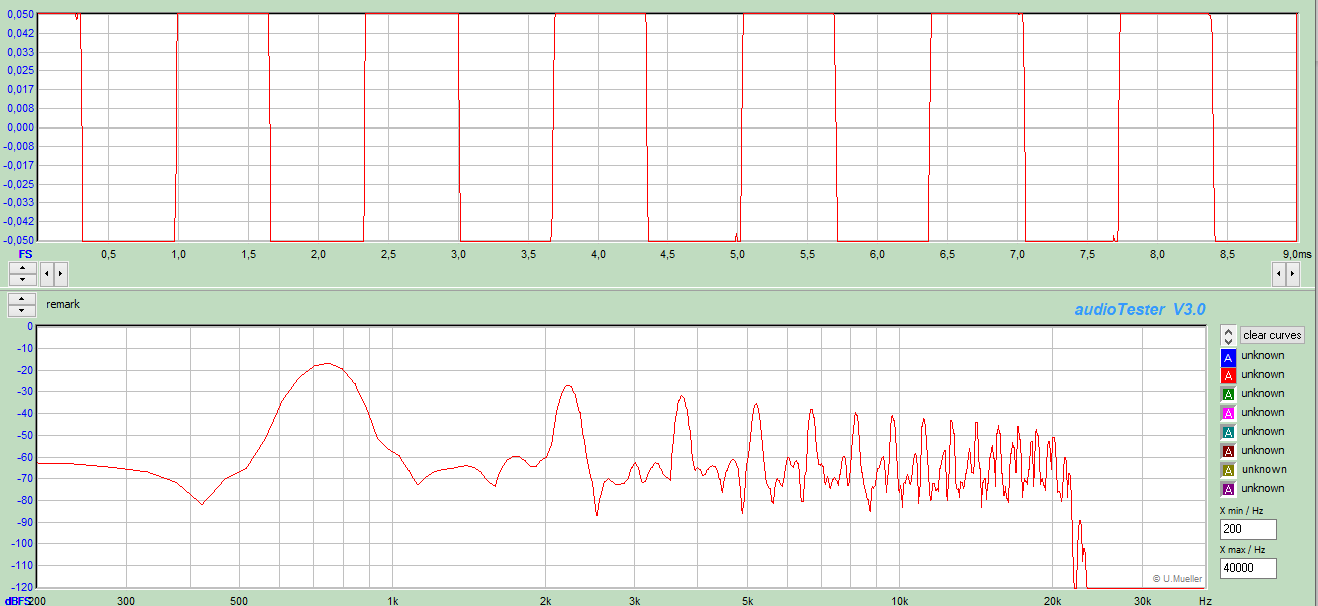 0,050
0,042
0,033
0,025
0,017
0,008
0,000
-0,008
-0,017
-0,025
-0,033
-0,042
-0,050
FS 0,5 1,0 1,5 2,0 2,5 3,0 3,5 4,0 4,5 5,0 5,5 6,0 6,5 7,0 7,5 8,0 8,5 9,0ms
remark
audioTester V3.0
0
-10
-20
-30
-40
-50
-60
-70
-80
-90
-100
-110
-120
dBFS 200 300 500 1k 2k 3k 5k 10k 20k 30k Hz
© U.Mueller
clear curves
A unknown
A unknown
A unknown
A unknown
A unknown
A unknown
A unknown
A unknown
X min / Hz
200
X max / Hz
40000